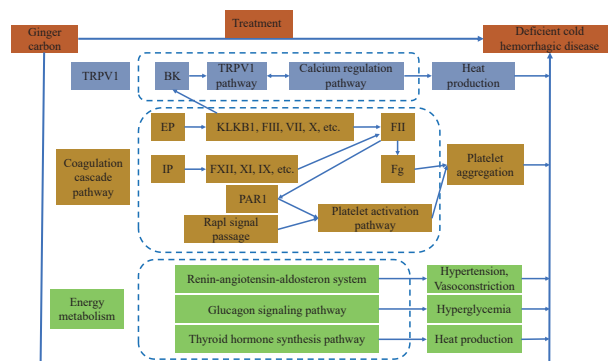 Treatment
Ginger
carbon
Deficient cold
hemorrhagic disease
TRPV1
BK
TRPV1
pathway
Calcium regulation
pathway
Heat
production
Coagulation
cascade
pathway
EP
KLKB1, FIII, VII, X, etc.
FII
IP
FXII, XI, IX, etc.
Fg
Platelet
aggregation
PAR1
Rapl signal
passage
Platelet activation
pathway
Energy
metabolism
Renin-angiotensin-aldosteron system
Hypertension,
Vasoconstriction
Glucagon signaling pathway
Hyperglycemia
Thyroid hormone synthesis pathway
Heat production